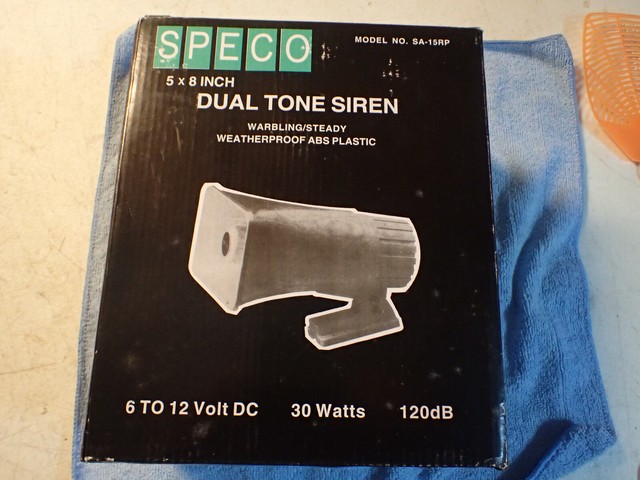 SPECO
MODEL NO. SA-15RP
5 x 8 INCH
DUAL TONE SIREN
WARBLING/STEADY
WEATHERPROOF ABS PLASTIC
6 TO 12 Volt DC 30 Watts 120dB